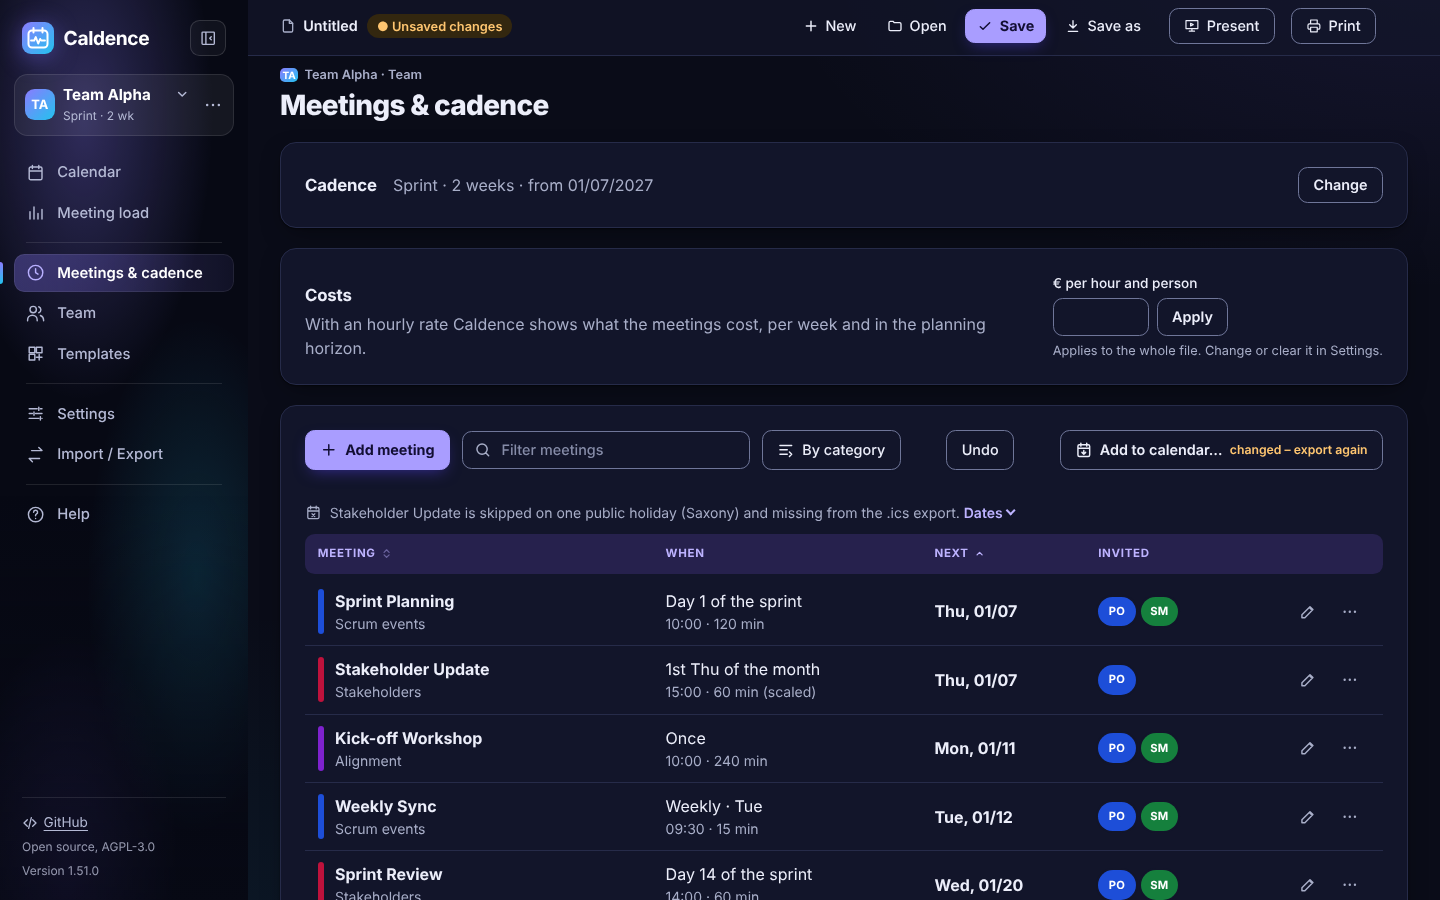 Caldence
TA
Team Alpha
Sprint · 2 wk
Calendar
Meeting load
Meetings & cadence
Team
Templates
Settings
Import / Export
Help
GitHub
Open source, AGPL-3.0
Version 1.51.0
Untitled
Unsaved changes
New
Open
Save
Save as
Present
Print
TA Team Alpha · Team
Meetings & cadence
Cadence Sprint · 2 weeks · from 01/07/2027
Change
Costs
With an hourly rate Caldence shows what the meetings cost, per week and in the planning
horizon.
€ per hour and person
Apply
Applies to the whole file. Change or clear it in Settings.
Add meeting
Filter meetings
By category
Undo
Add to calendar... changed – export again
Stakeholder Update is skipped on one public holiday (Saxony) and missing from the .ics export. Dates
MEETING WHEN NEXT INVITED
Sprint Planning Day 1 of the sprint Thu, 01/07 PO SM
Scrum events 10:00 · 120 min
Stakeholder Update 1st Thu of the month Thu, 01/07 PO
Stakeholders 15:00 · 60 min (scaled)
Kick-off Workshop Once Mon, 01/11 PO SM
Alignment 10:00 · 240 min
Weekly Sync Weekly · Tue Tue, 01/12 PO SM
Scrum events 09:30 · 15 min
Sprint Review Day 14 of the sprint Wed, 01/20 PO SM
Stakeholders 14:00 · 60 min